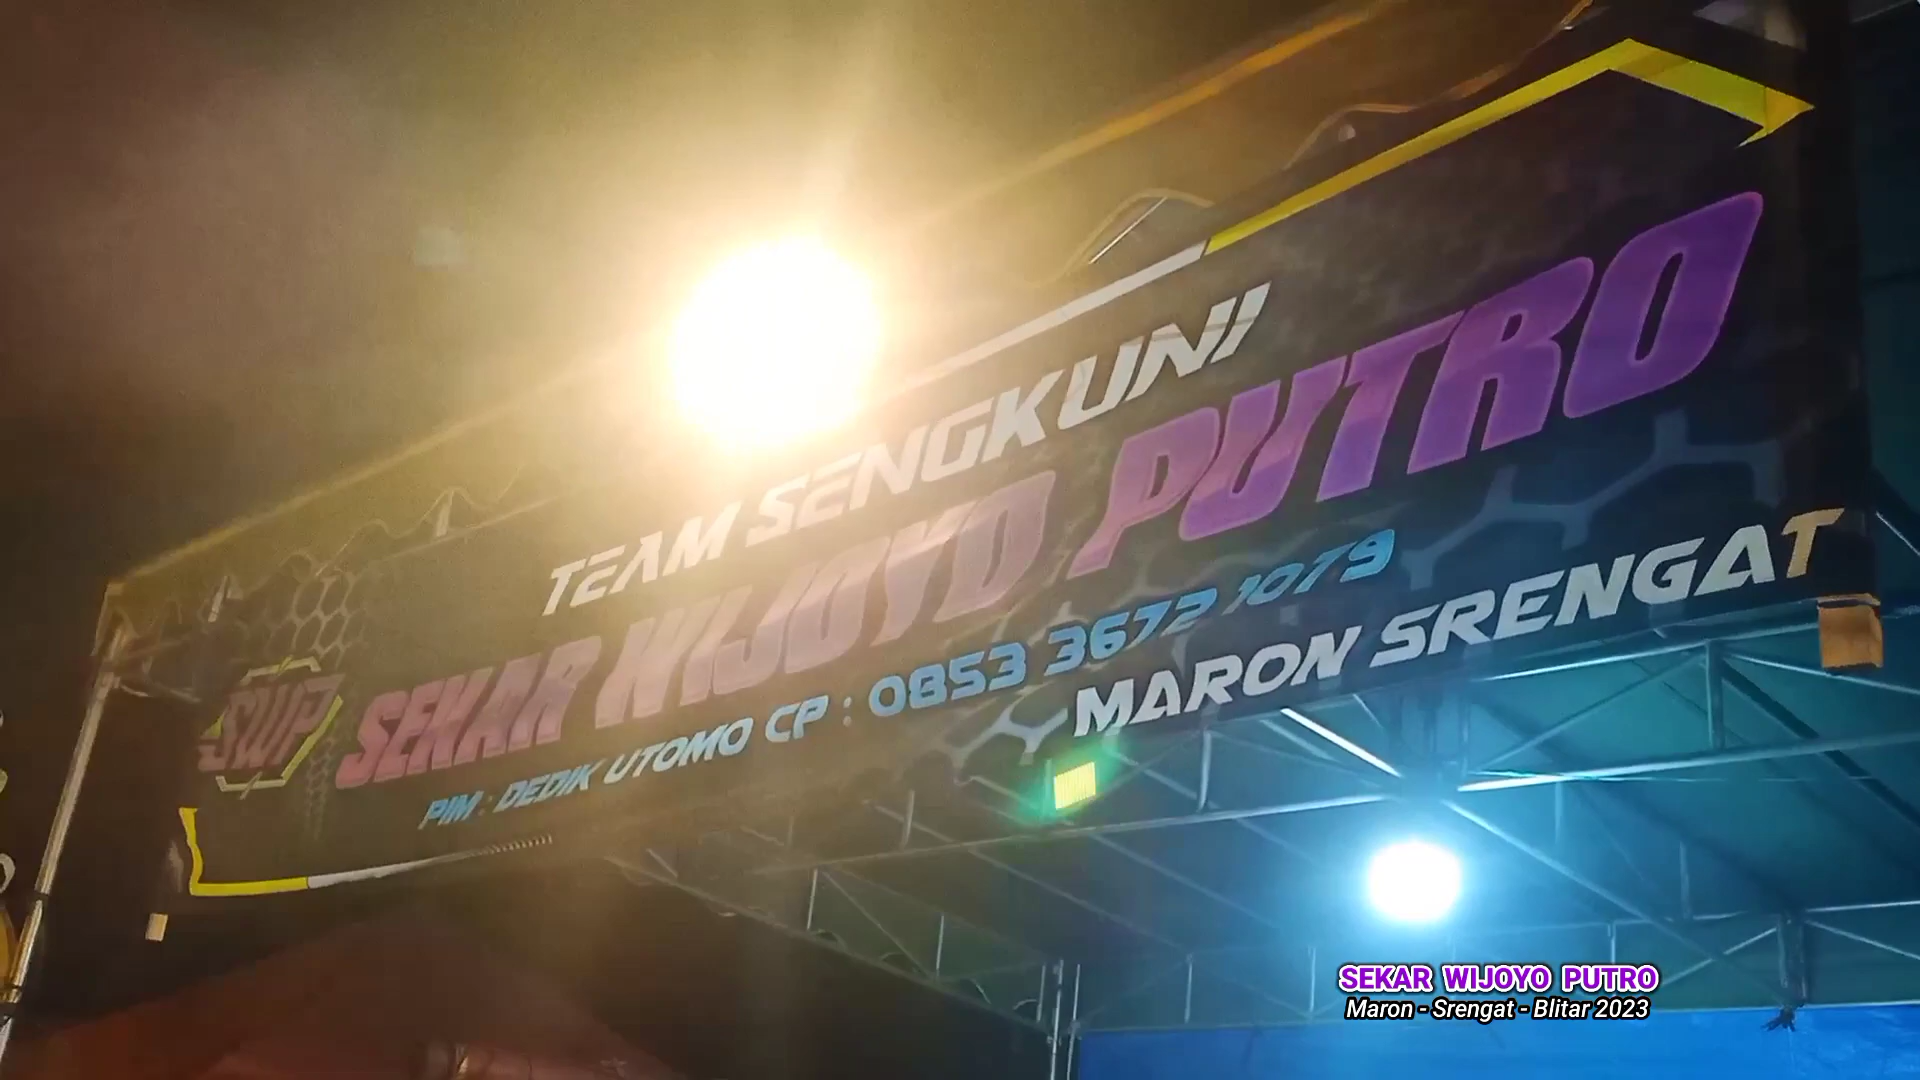 TEAM SENGKUNI
SWP SEKAR WIJOYO PUTRO
PIM : DEDIK UTOMO CP : 0853 3672 1079
MARON SRENGAT
SEKAR WIJOYO PUTRO
Maron - Srengat - Blitar 2023